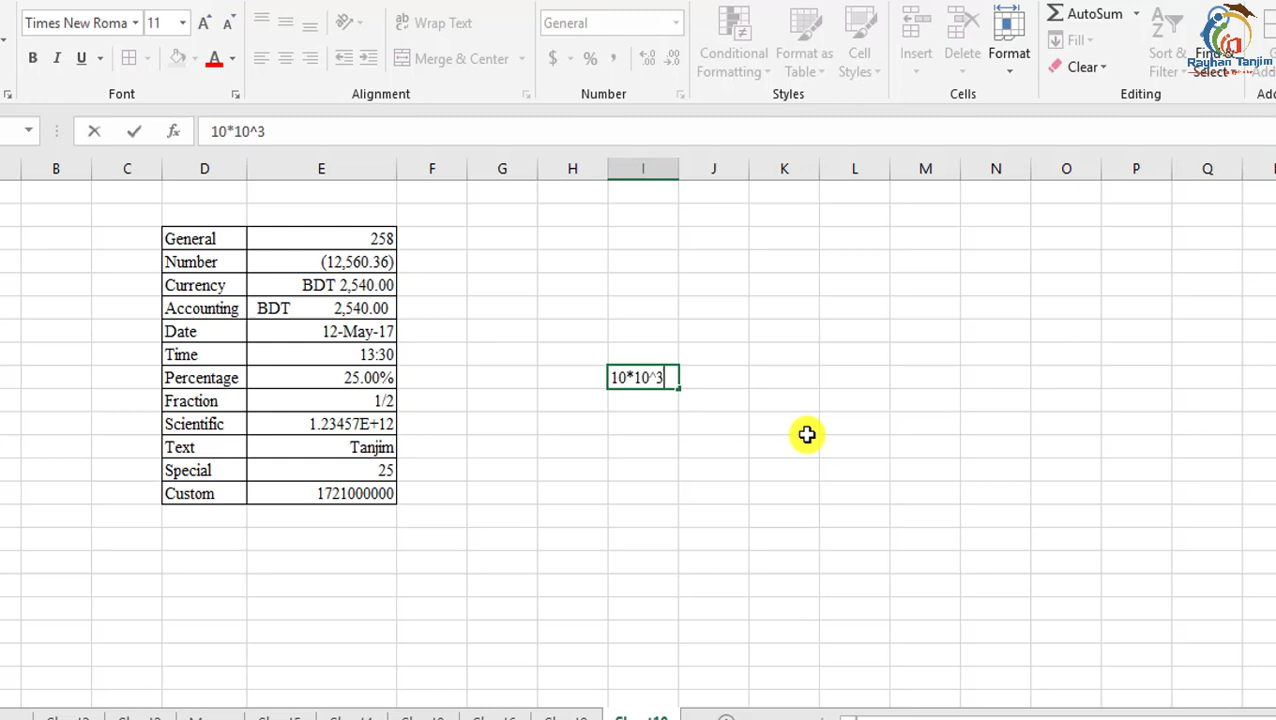 Times New Roma 11 A A Wrap Text General AutoSum
B I U A Merge & Center $ % , Conditional Formatting Format as Table Cell Styles Insert Delete Format Fill Clear Sort & Filter Find & Select
Rayhan Tanjim
Font Alignment Number Styles Cells Editing
fx 10*10^3
B C D E F G H I J K L M N O P Q
General 258
Number (12,560.36)
Currency BDT 2,540.00
Accounting BDT 2,540.00
Date 12-May-17
Time 13:30
Percentage 25.00%
10*10^3
Fraction 1/2
Scientific 1.23457E+12
Text Tanjim
Special 25
Custom 1721000000